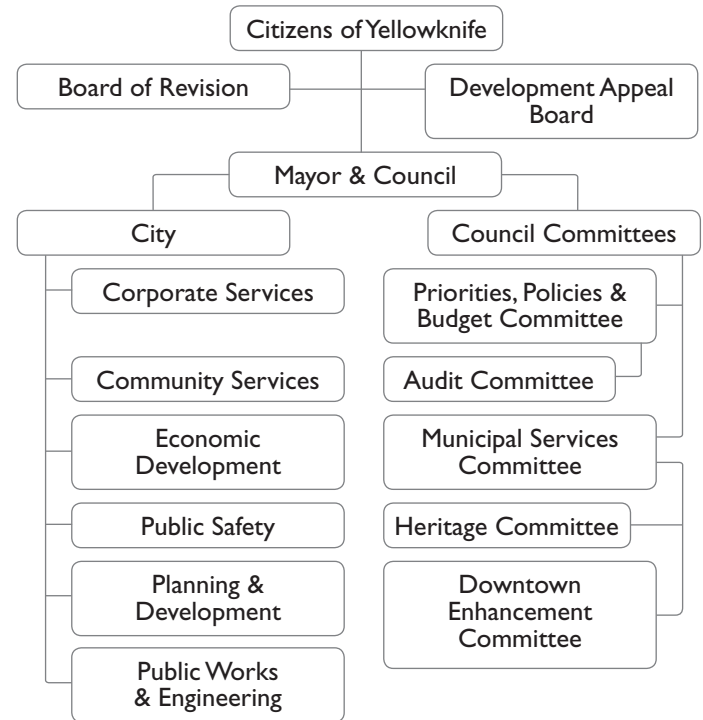 Citizens of Yellowknife
Board of Revision
Development Appeal
Board
Mayor & Council
City
Council Committees
Corporate Services
Priorities, Policies &
Budget Committee
Community Services
Audit Committee
Economic
Development
Municipal Services
Committee
Public Safety
Heritage Committee
Planning &
Development
Downtown
Enhancement
Committee
Public Works
& Engineering